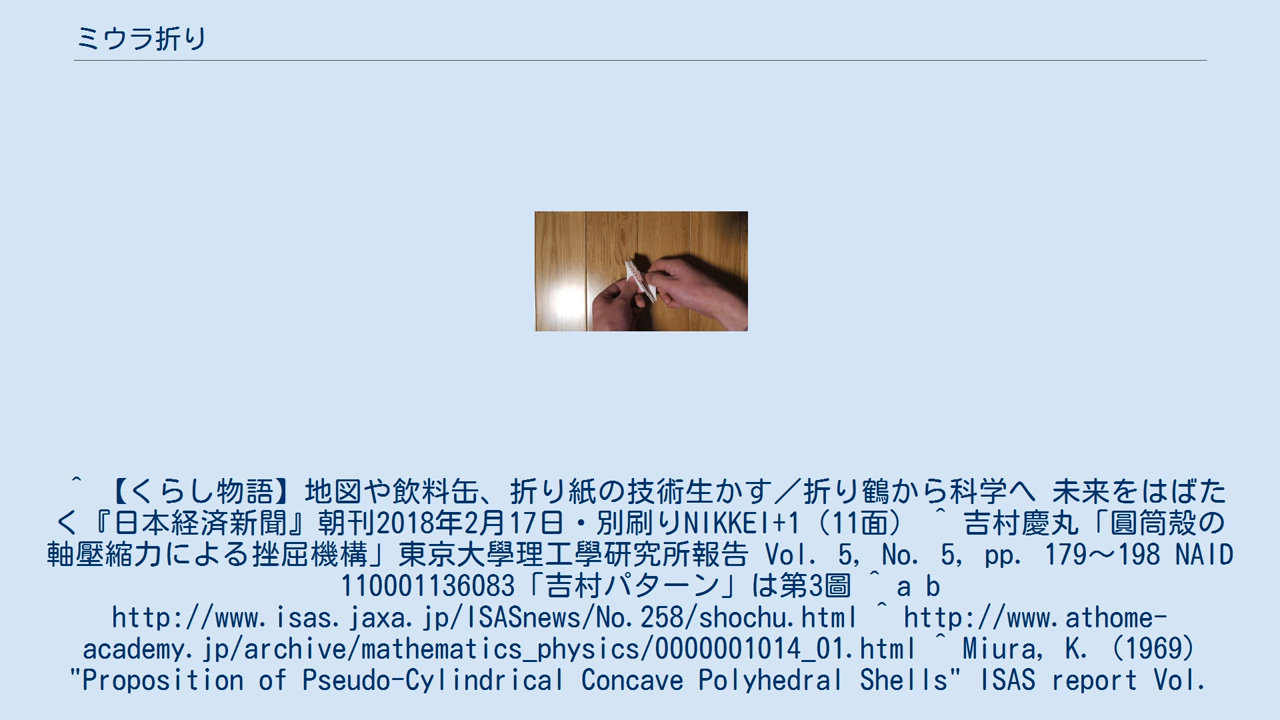 ミウラ折り
^ 【くらし物語】地図や飲料缶、折り紙の技術生かす／折り鶴から科学へ 未来をはばた
く『日本経済新聞』朝刊2018年2月17日・別刷りNIKKEI+1（11面） ^ 吉村慶丸「圓筒殻の
軸壓縮力による挫屈機構」東京大學理工學研究所報告 Vol. 5, No. 5, pp. 179〜198 NAID
110001136083「吉村パターン」は第3圖 ^ a b
http://www.isas.jaxa.jp/ISASnews/No.258/shochu.html ^ http://www.athome-
academy.jp/archive/mathematics_physics/0000001014_01.html ^ Miura, K. (1969)
"Proposition of Pseudo-Cylindrical Concave Polyhedral Shells" ISAS report Vol.